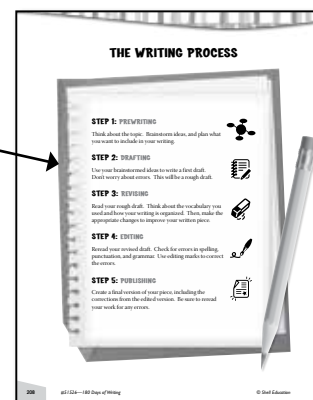 THE WRITING PROCESS
STEP 1: PREWRITING
Think about the topic. Brainstorm ideas, and plan what
you want to include in your writing.
STEP 2: DRAFTING
Use your brainstormed ideas to write a first draft.
Don't worry about errors. This will be a rough draft.
STEP 3: REVISING
Read your rough draft. Think about the vocabulary you
used and how your writing is organized. Then, make the
appropriate changes to improve your written piece.
STEP 4: EDITING
Reread your revised draft. Check for errors in spelling,
punctuation, and grammar. Use editing marks to correct
the errors.
STEP 5: PUBLISHING
Create a final version of your piece, including the
corrections from the edited version. Be sure to reread
your work for any errors.
208 #51526—180 Days of Writing © Shell Education